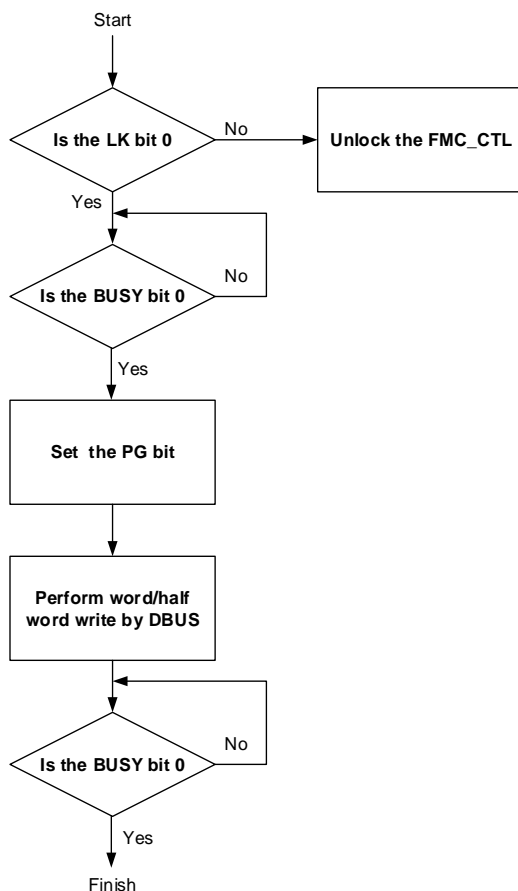 Start
Is the LK bit 0
No
Unlock the FMC_CTL
Yes
Is the BUSY bit 0
No
Yes
Set the PG bit
Perform word/half
word write by DBUS
Is the BUSY bit 0
No
Yes
Finish